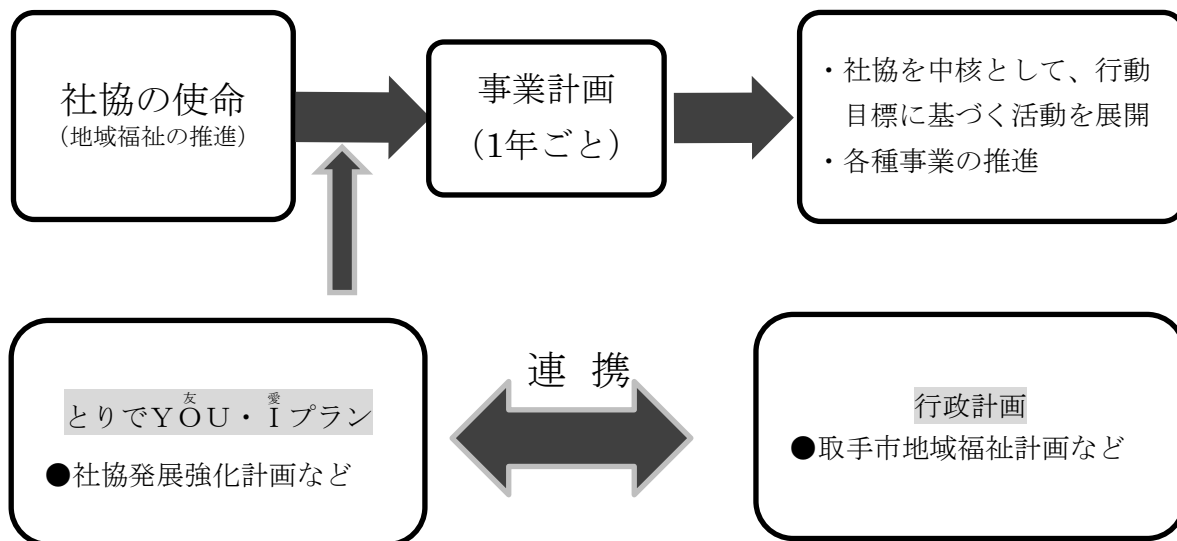 社協の使命
(地域福祉の推進)
事業計画
(1年ごと)
・社協を中核として、行動
目標に基づく活動を展開
・各種事業の推進
連 携
友 愛
とりでYOU・Iプラン
●社協発展強化計画など
行政計画
●取手市地域福祉計画など